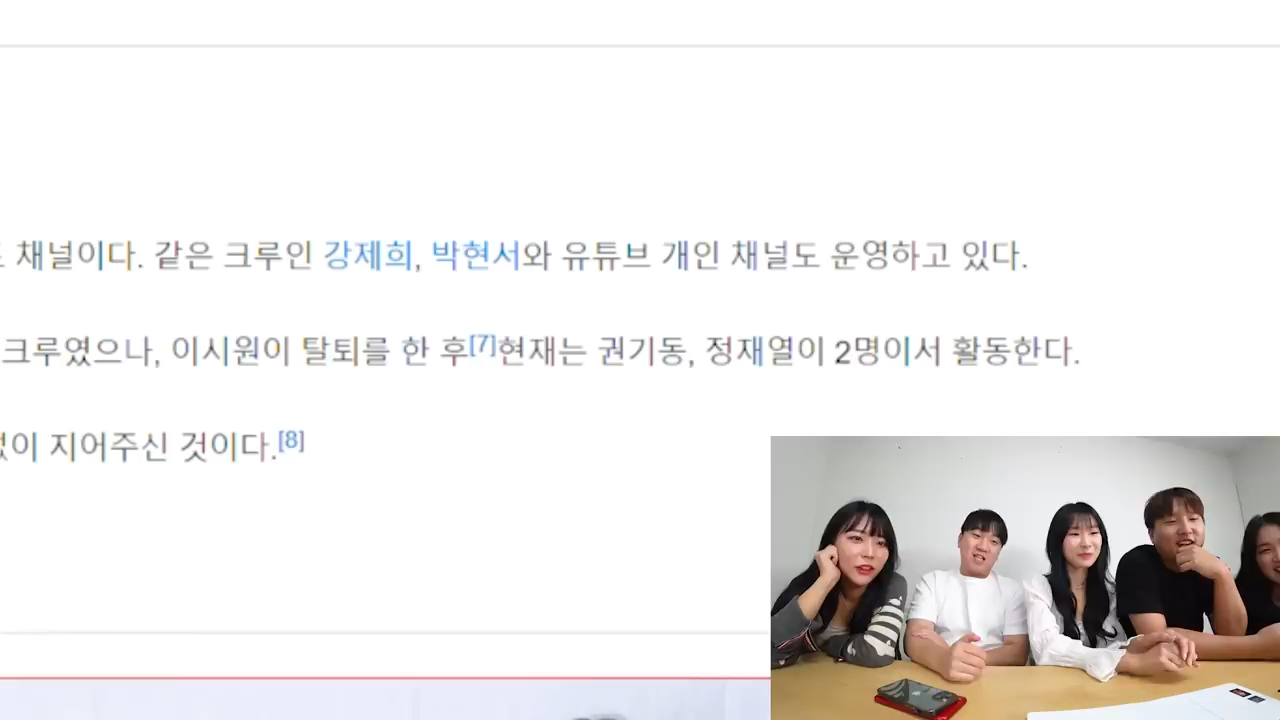 채널이다. 같은 크루인 강제희, 박현서와 유튜브 개인 채널도 운영하고 있다.
크루였으나, 이시원이 탈퇴를 한 후[7]현재는 권기동, 정재열이 2명이서 활동한다.
없이 지어주신 것이다.[8]